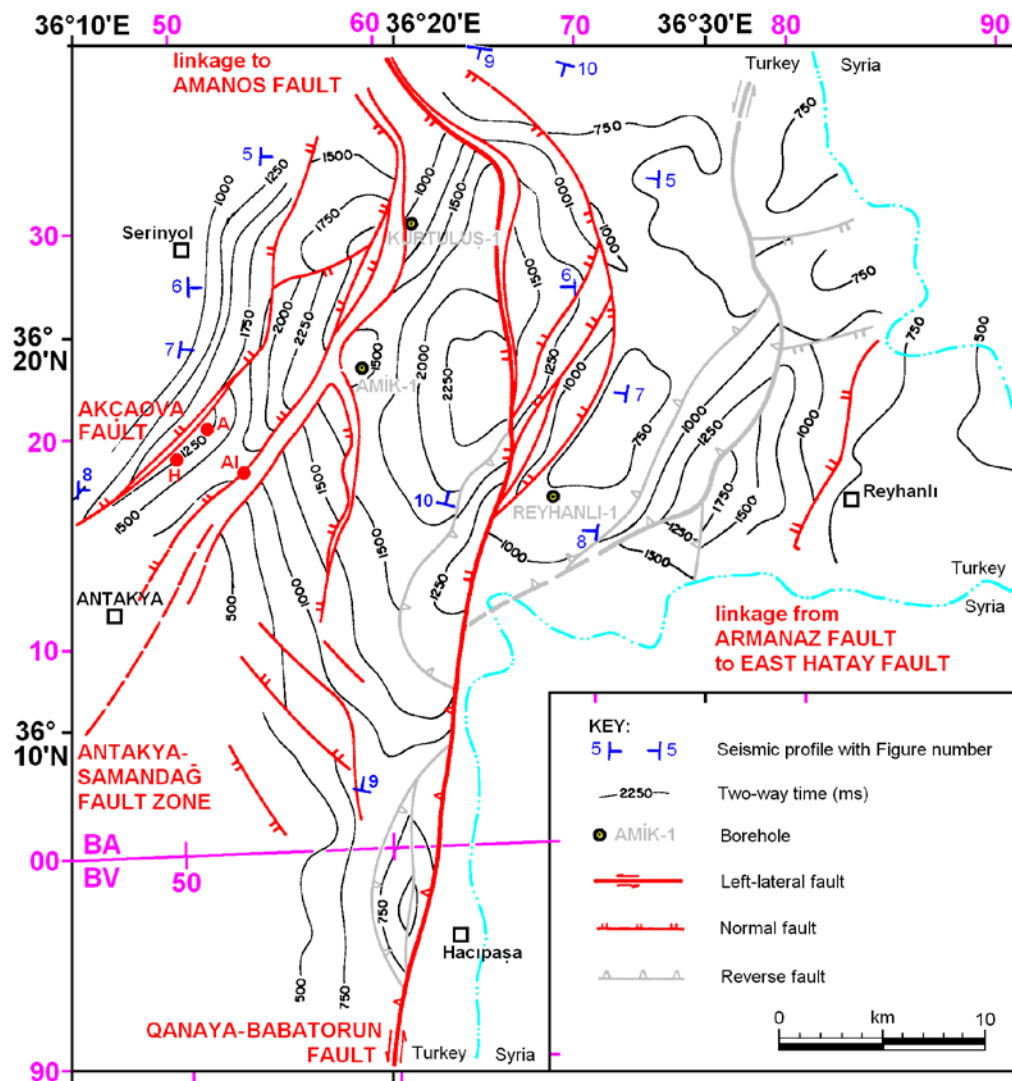 36°10'E
50
60
36°20'E
70
36°30'E
80
90
linkage to
AMANOS FAULT
9
10
Turkey
Syria
750
750
5
1500
1250
1000
1000
1500
1250
1000
5
1750
30
Serinyol
KURTULUŞ-1
1000
1500
6
6
750
1750
2000
2250
1000
750
36°
20'N
7
1500
2000
1250
500
AMİK-1
2250
1000
7
AKÇAOVA
FAULT
A
1250
750
1000
1250
1000
20
H
AI
8
1500
1500
10
REYHANLI-1
1750
1500
Reyhanlı
8
1250
1500
1000
1500
1250
Turkey
Syria
ANTAKYA
500
1000
linkage from
ARMANAZ FAULT
to EAST HATAY FAULT
10
36°
10'N
ANTAKYA-
SAMANDAĞ
FAULT ZONE
750
9
KEY:
5 5 Seismic profile with Figure number
2250 Two-way time (ms)
AMİK-1 Borehole
Left-lateral fault
Normal fault
Reverse fault
0 km 10
BA
00
BV
50
750
Hacıpaşa
500
750
QANAYA-BABATORUN
FAULT
Turkey
Syria
90